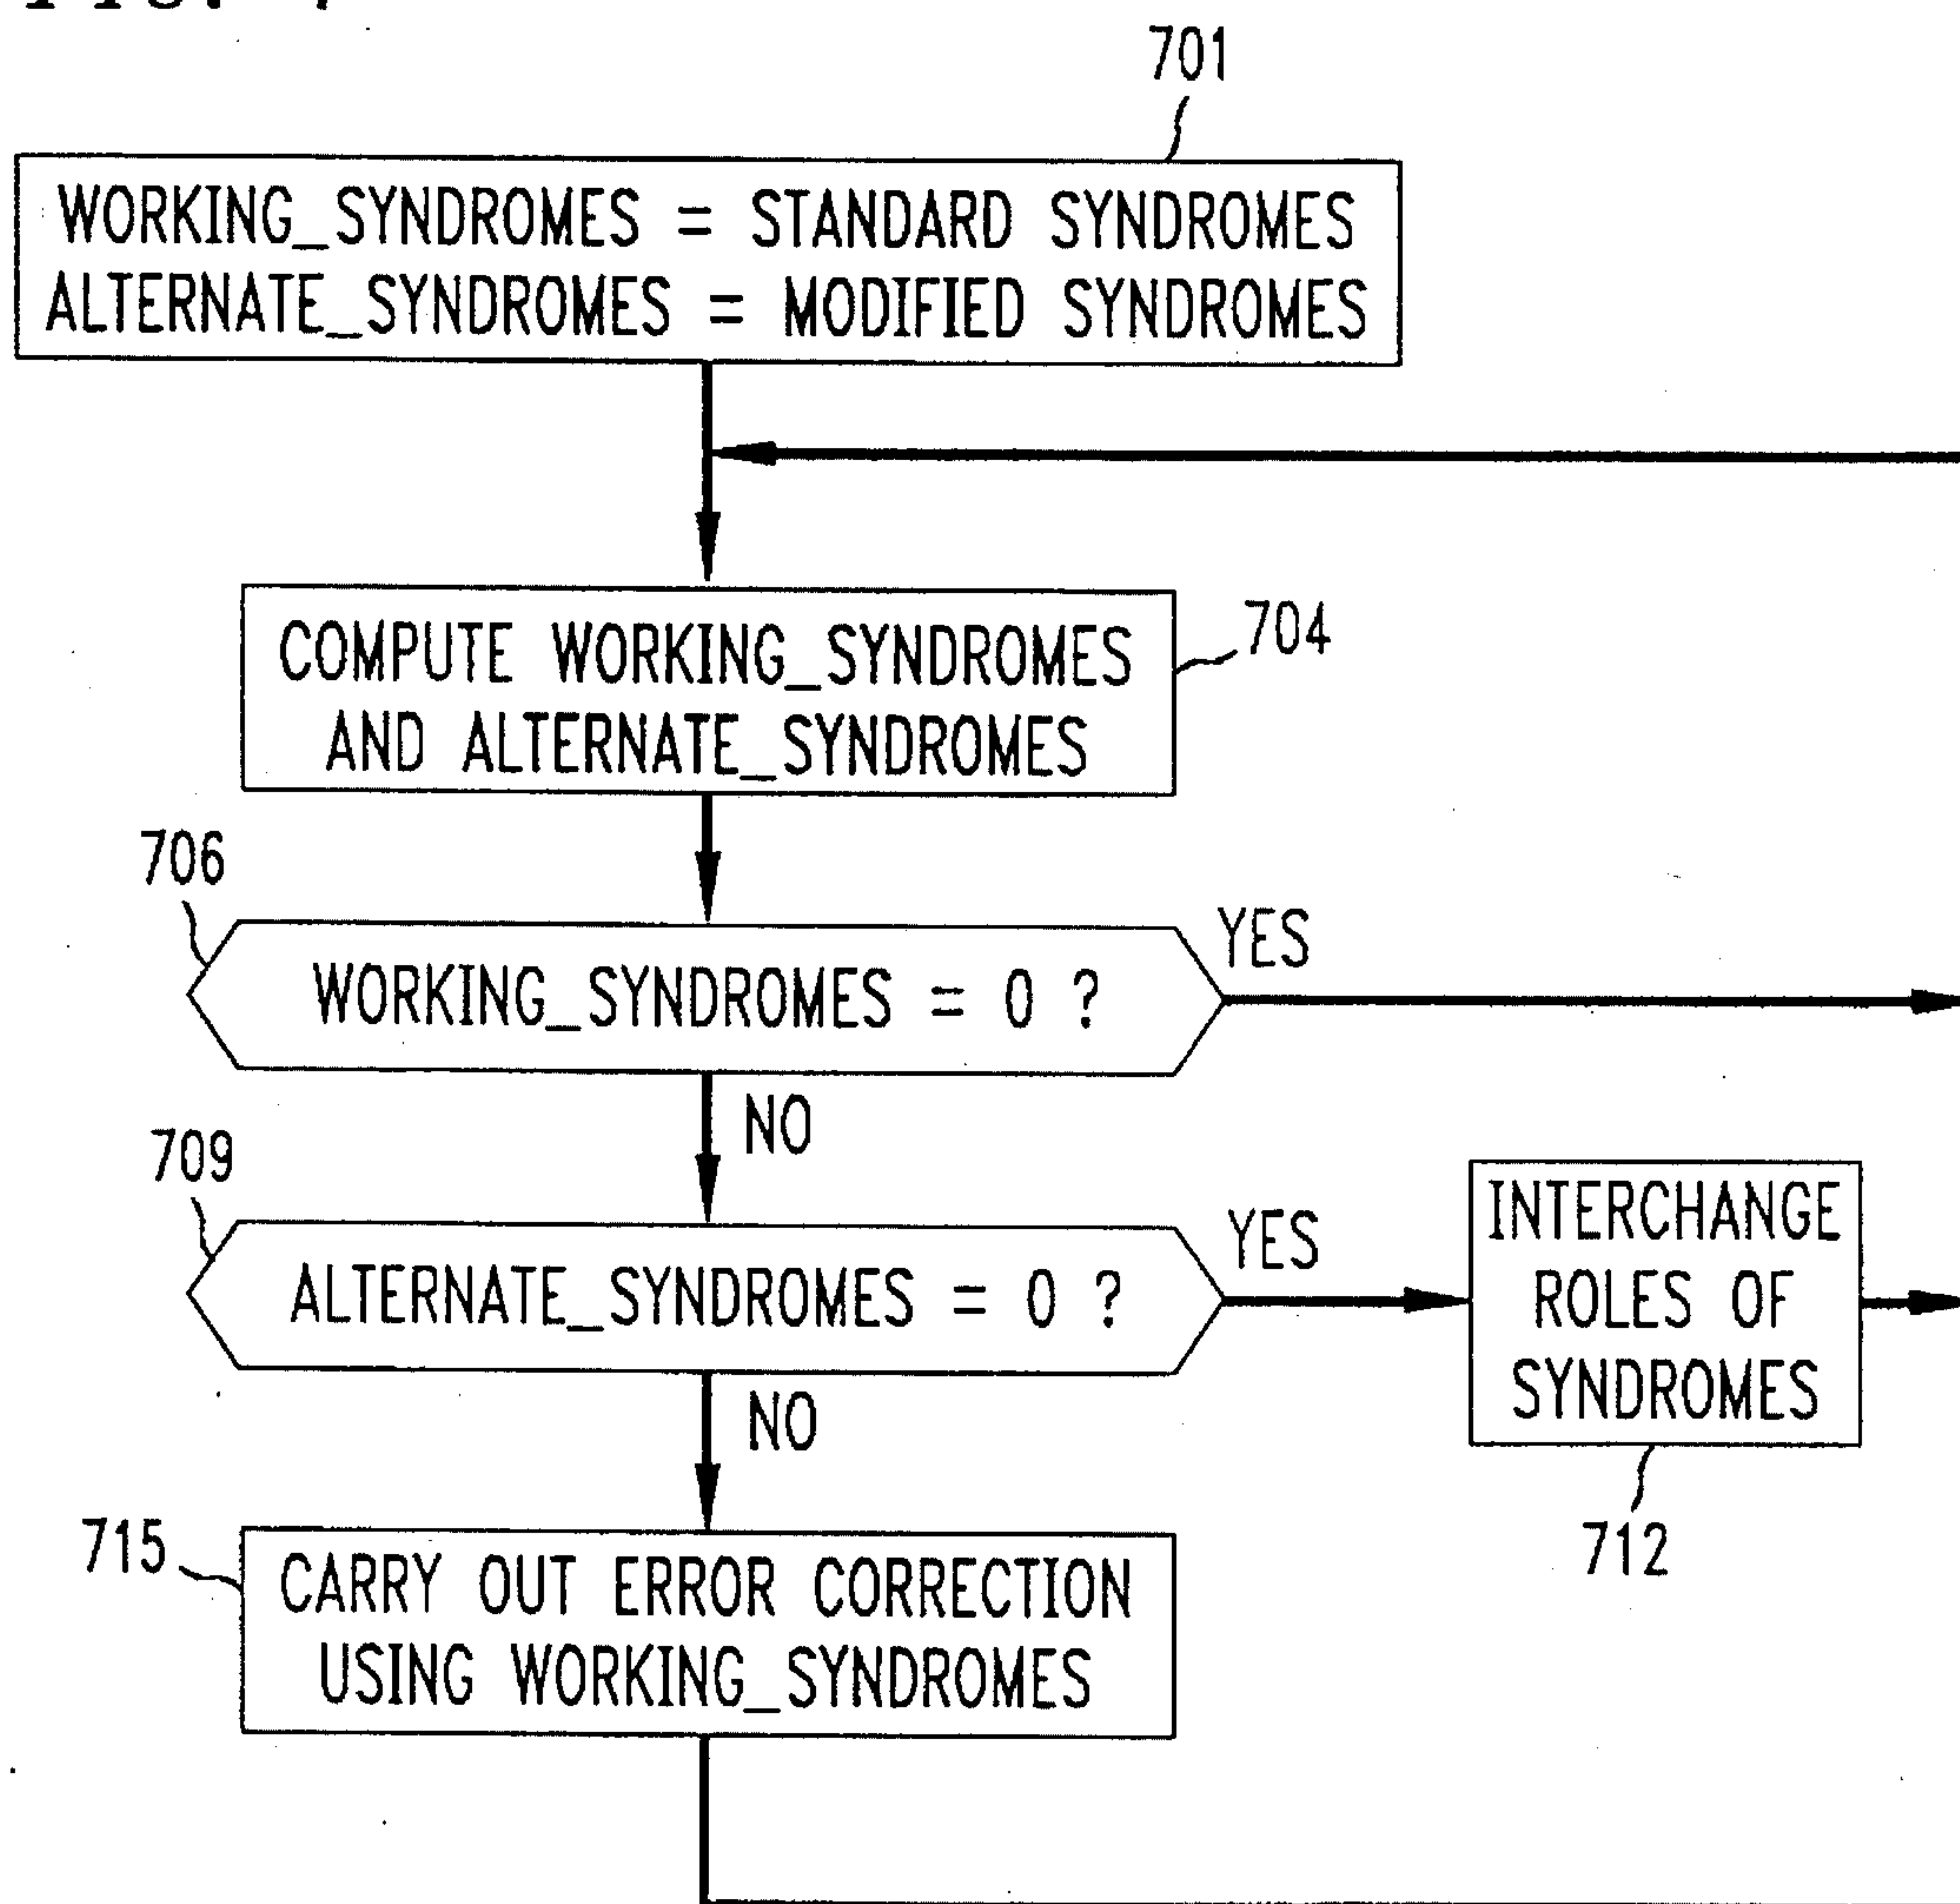 701
WORKING_SYNDROMES = STANDARD SYNDROMES
ALTERNATE_SYNDROMES = MODIFIED SYNDROMES
COMPUTE WORKING_SYNDROMES
AND ALTERNATE_SYNDROMES
704
706
WORKING_SYNDROMES = 0 ?
YES
NO
709
ALTERNATE_SYNDROMES = 0 ?
YES
INTERCHANGE
ROLES OF
SYNDROMES
712
NO
715
CARRY OUT ERROR CORRECTION
USING WORKING_SYNDROMES